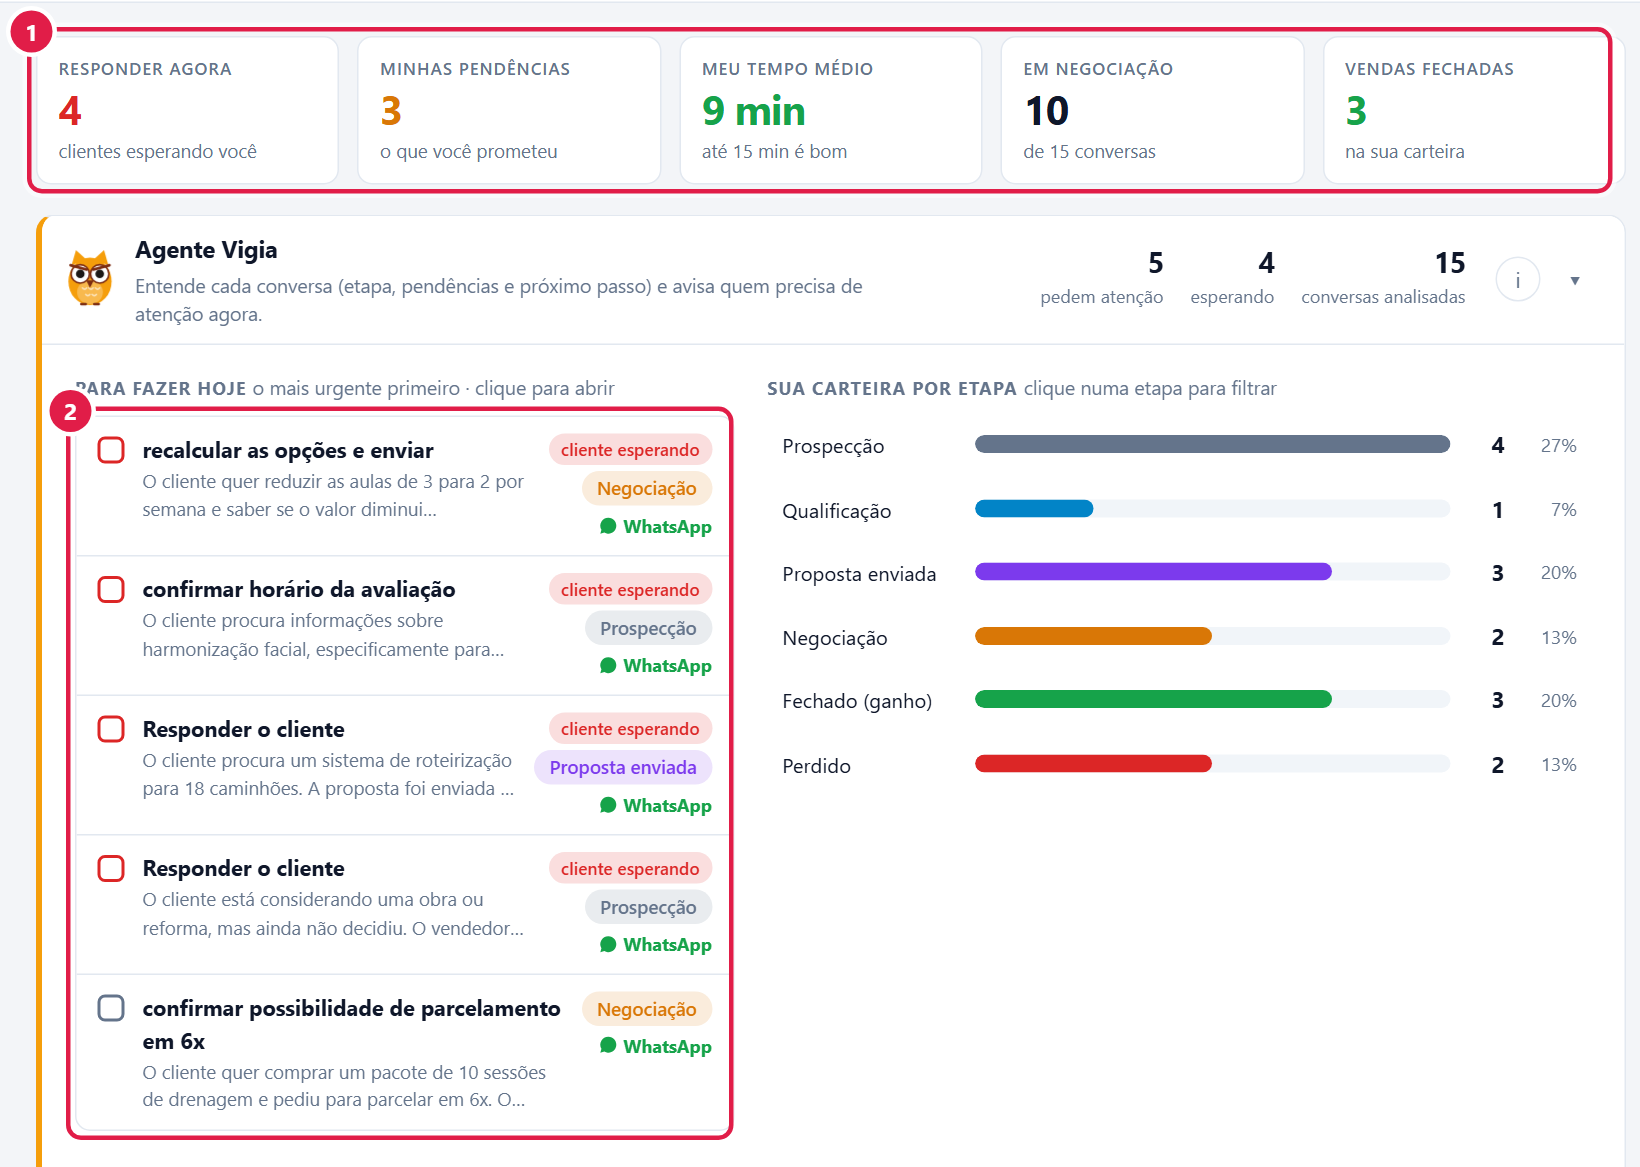 1
RESPONDER AGORA
4
clientes esperando você
MINHAS PENDÊNCIAS
3
o que você prometeu
MEU TEMPO MÉDIO
9 min
até 15 min é bom
EM NEGOCIAÇÃO
10
de 15 conversas
VENDAS FECHADAS
3
na sua carteira
Agente Vigia
Entende cada conversa (etapa, pendências e próximo passo) e avisa quem precisa de
atenção agora.
5
pedem atenção
4
esperando
15
conversas analisadas
i
PARA FAZER HOJE o mais urgente primeiro · clique para abrir
2
recalcular as opções e enviar
O cliente quer reduzir as aulas de 3 para 2 por
semana e saber se o valor diminui...
cliente esperando
Negociação
WhatsApp
confirmar horário da avaliação
O cliente procura informações sobre
harmonização facial, especificamente para...
cliente esperando
Prospecção
WhatsApp
Responder o cliente
O cliente procura um sistema de roteirização
para 18 caminhões. A proposta foi enviada ...
cliente esperando
Proposta enviada
WhatsApp
Responder o cliente
O cliente está considerando uma obra ou
reforma, mas ainda não decidiu. O vendedor...
cliente esperando
Prospecção
WhatsApp
confirmar possibilidade de parcelamento
em 6x
O cliente quer comprar um pacote de 10 sessões
de drenagem e pediu para parcelar em 6x. O...
Negociação
WhatsApp
SUA CARTEIRA POR ETAPA clique numa etapa para filtrar
Prospecção 4 27%
Qualificação 1 7%
Proposta enviada 3 20%
Negociação 2 13%
Fechado (ganho) 3 20%
Perdido 2 13%